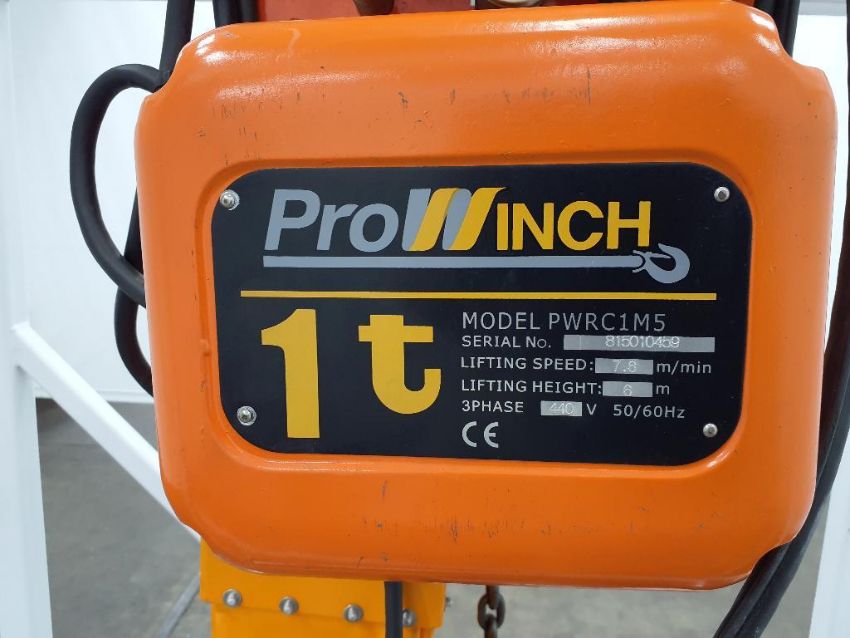 ProWINCH
1t
MODEL PWRC1M5
SERIAL No. 815010459
LIFTING SPEED: 7.8 m/min
LIFTING HEIGHT: 6 m
3PHASE 440 V 50/60Hz
CE